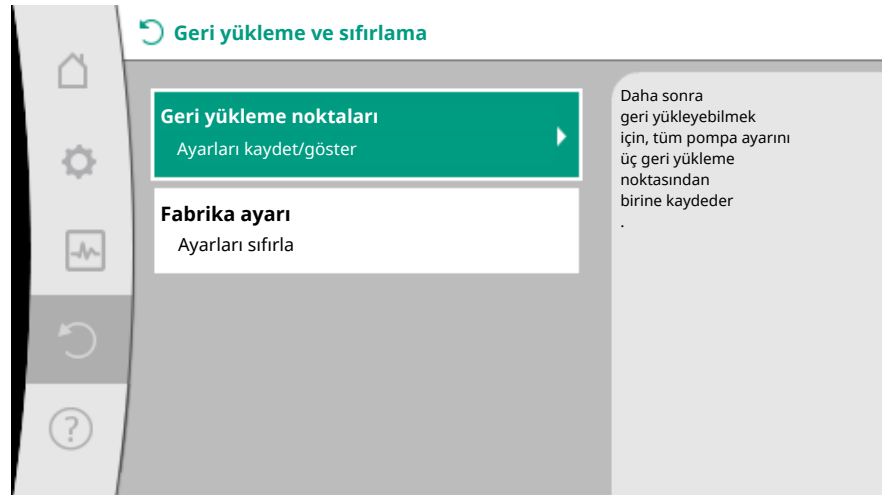 Geri yükleme ve sıfırlama
Geri yükleme noktaları
Ayarları kaydet/göster
Fabrika ayarı
Ayarları sıfırla
Daha sonra
geri yükleyebilmek
için, tüm pompa ayarını
üç geri yükleme
noktasından
birine kaydeder
.
?